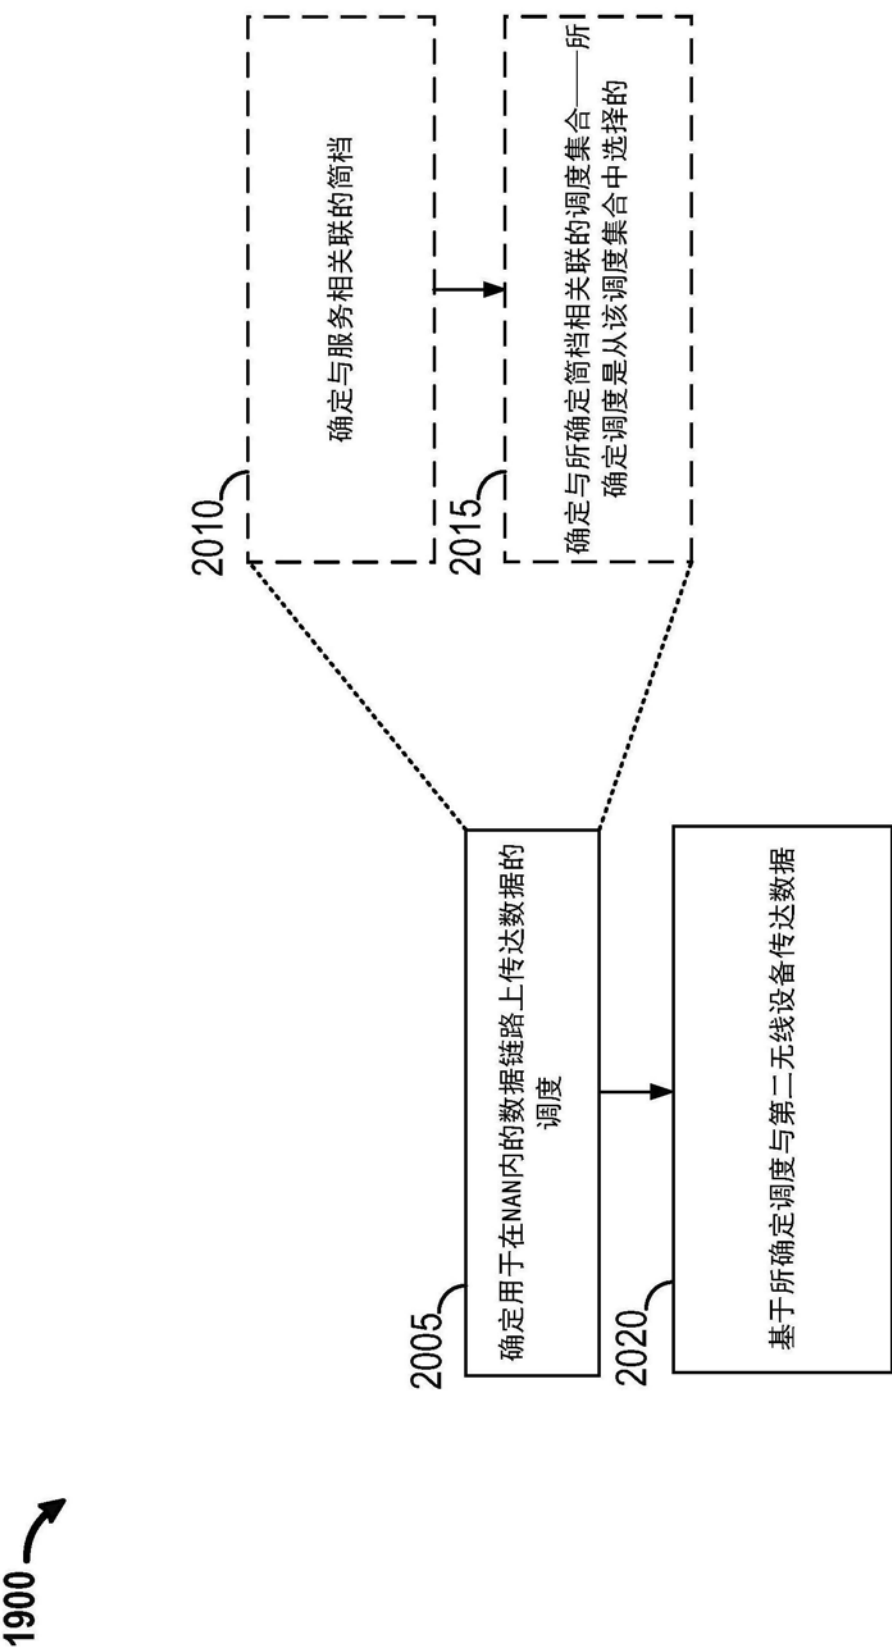 1900
2005
确定用于在NAN内的数据链路上传达数据的
调度
2010
确定与服务相关联的简档
2015
确定与所确定简档相关联的调度集合——所
确定调度是从该调度集合中选择的
2020
基于所确定调度与第二无线设备传达数据